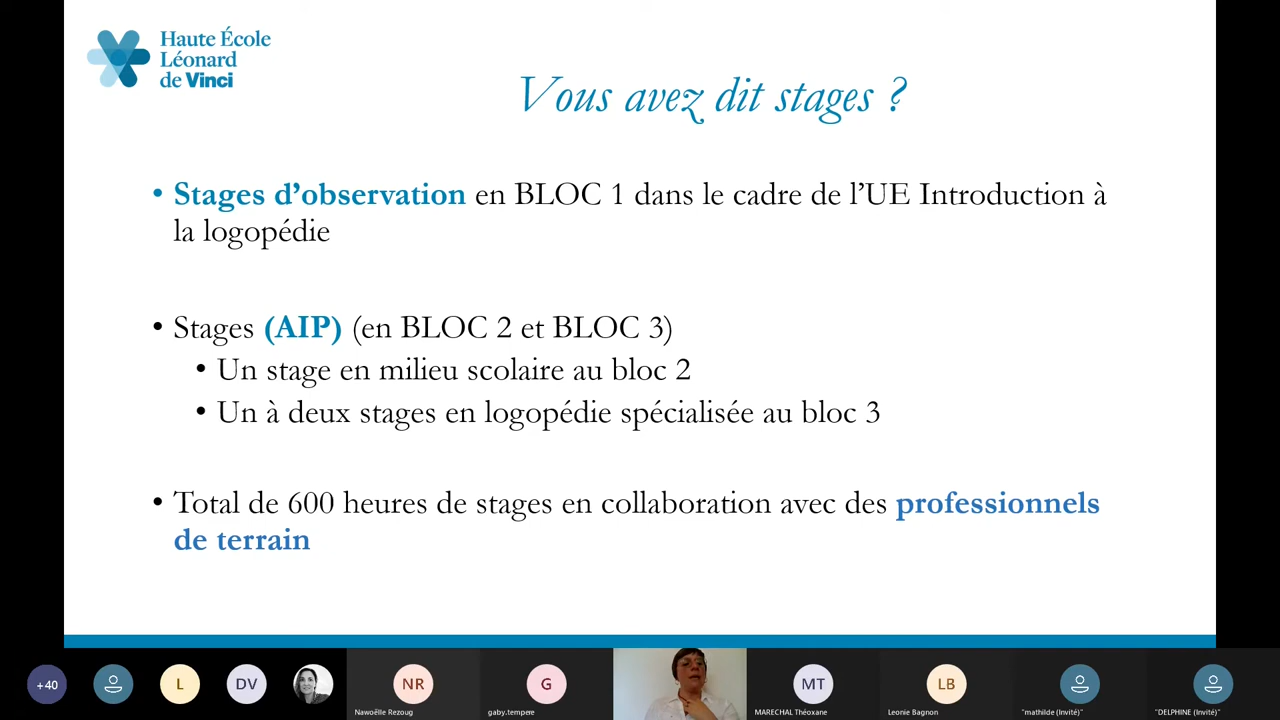 Haute École
Léonard
de Vinci
Vous avez dit stages ?
• Stages d'observation en BLOC 1 dans le cadre de l'UE Introduction à
la logopédie
• Stages (AIP) (en BLOC 2 et BLOC 3)
• Un stage en milieu scolaire au bloc 2
• Un à deux stages en logopédie spécialisée au bloc 3
• Total de 600 heures de stages en collaboration avec des professionnels
de terrain
+40
L
DV
NR
G
MT
LB
Nawoëlle Rezoug
gaby.tempere
MARECHAL Théoxane
Leonie Bagnon
"mathilde (Invité)"
"DELPHINE (Invité)"